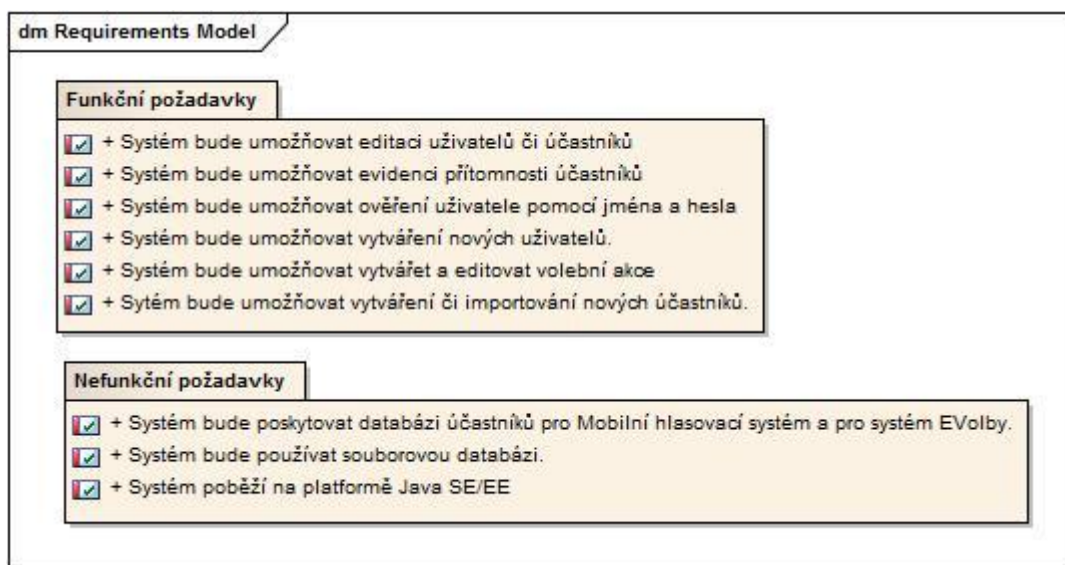 dm Requirements Model
Funkční požadavky
+ Systém bude umožňovat editaci uživatelů či účastníků
+ Systém bude umožňovat evidenci přítomnosti účastníků
+ Systém bude umožňovat ověření uživatele pomocí jména a hesla
+ Systém bude umožňovat vytváření nových uživatelů.
+ Systém bude umožňovat vytvářet a editovat volební akce
+ Sytém bude umožňovat vytváření či importování nových účastníků.
Nefunkční požadavky
+ Systém bude poskytovat databázi účastníků pro Mobilní hlasovací systém a pro systém EVolby.
+ Systém bude používat souborovou databázi.
+ Systém poběží na platformě Java SE/EE